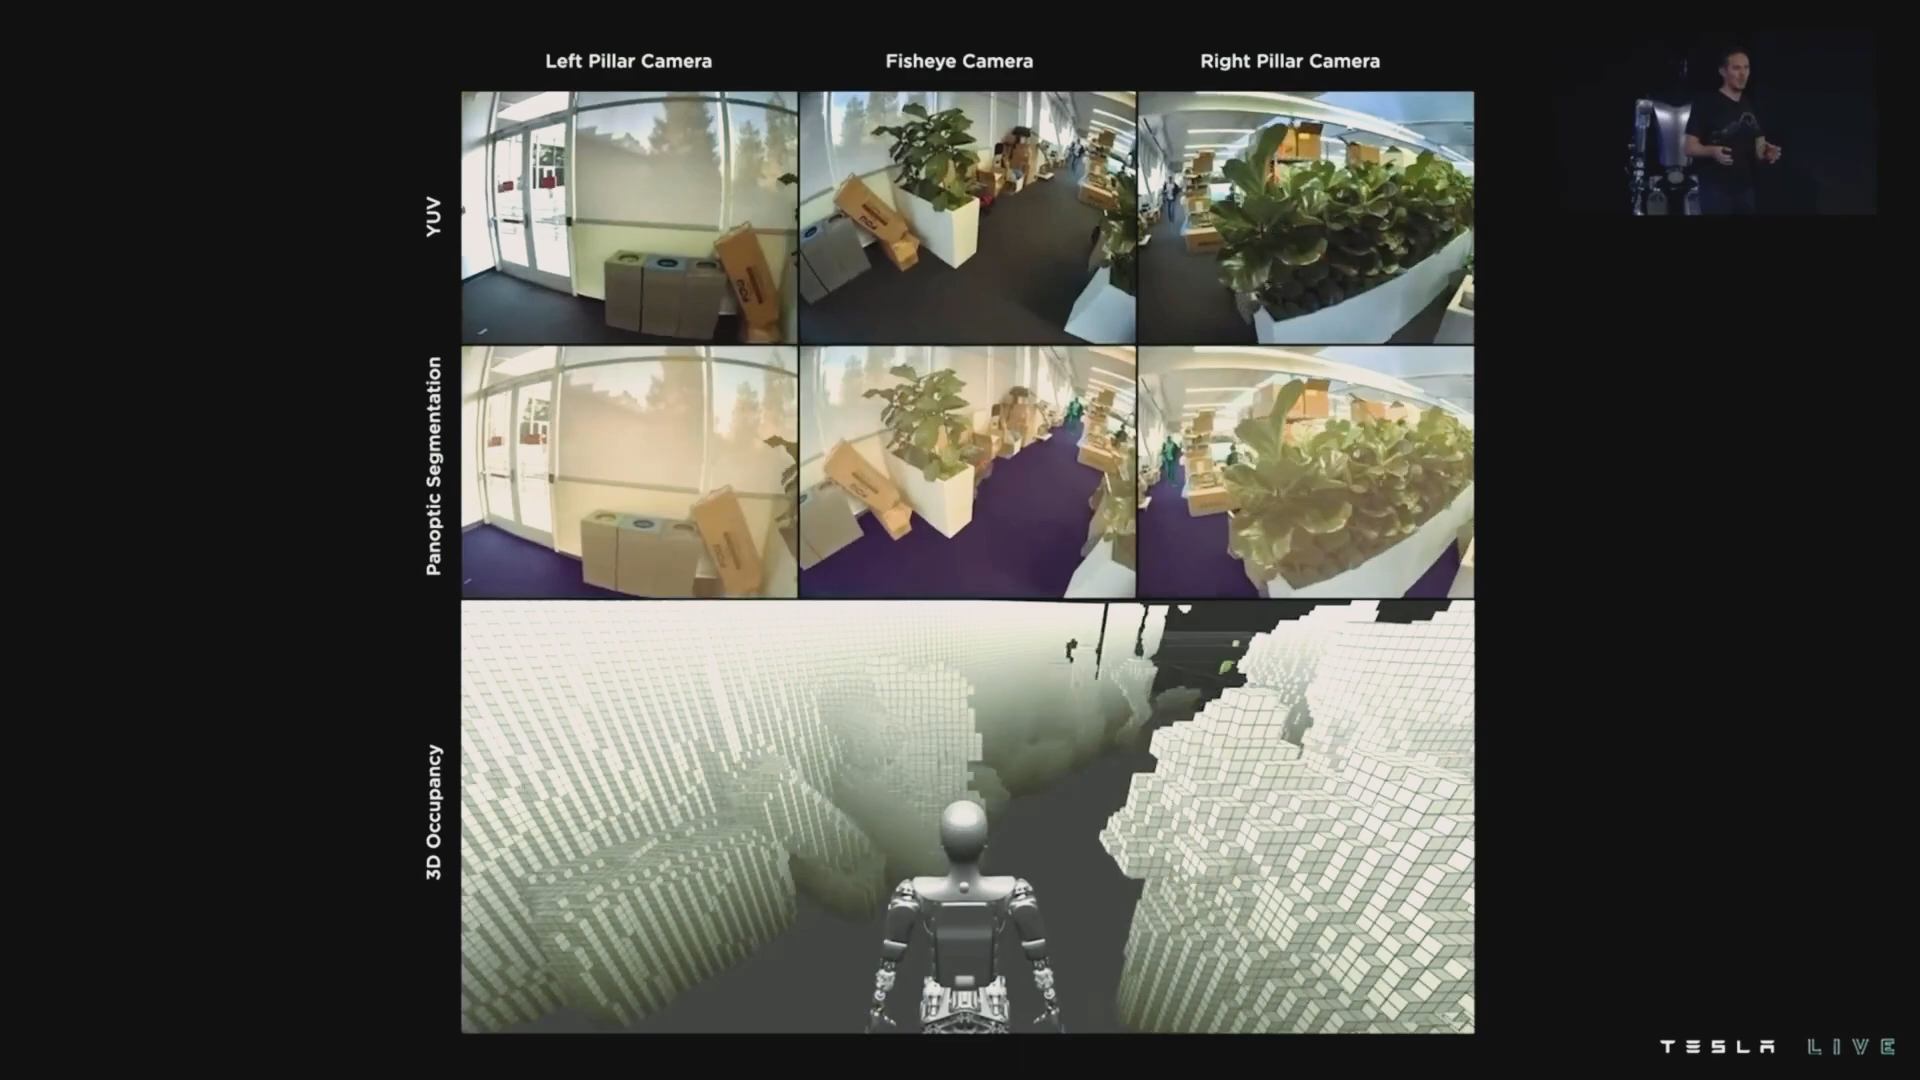 Left Pillar Camera
Fisheye Camera
Right Pillar Camera
YUV
Panoptic Segmentation
3D Occupancy
TESLA LIVE